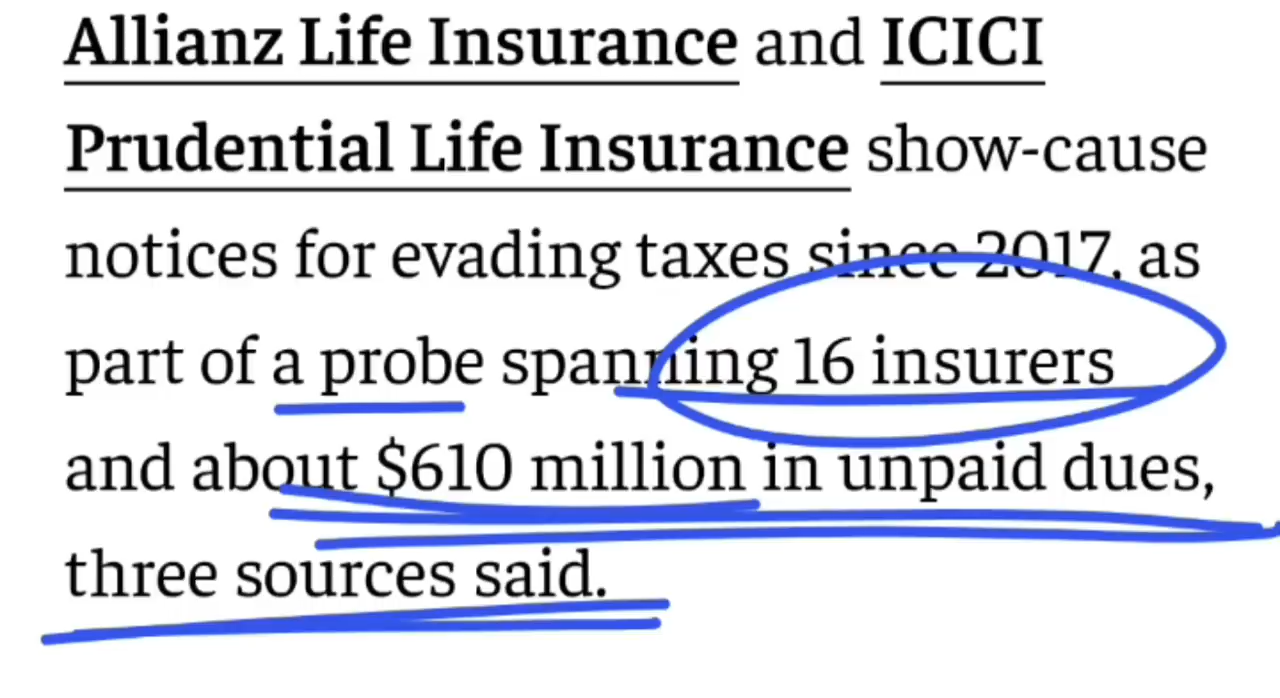 Allianz Life Insurance and ICICI
Prudential Life Insurance show-cause
notices for evading taxes since 2017, as
part of a probe spanning 16 insurers
and about $610 million in unpaid dues,
three sources said.